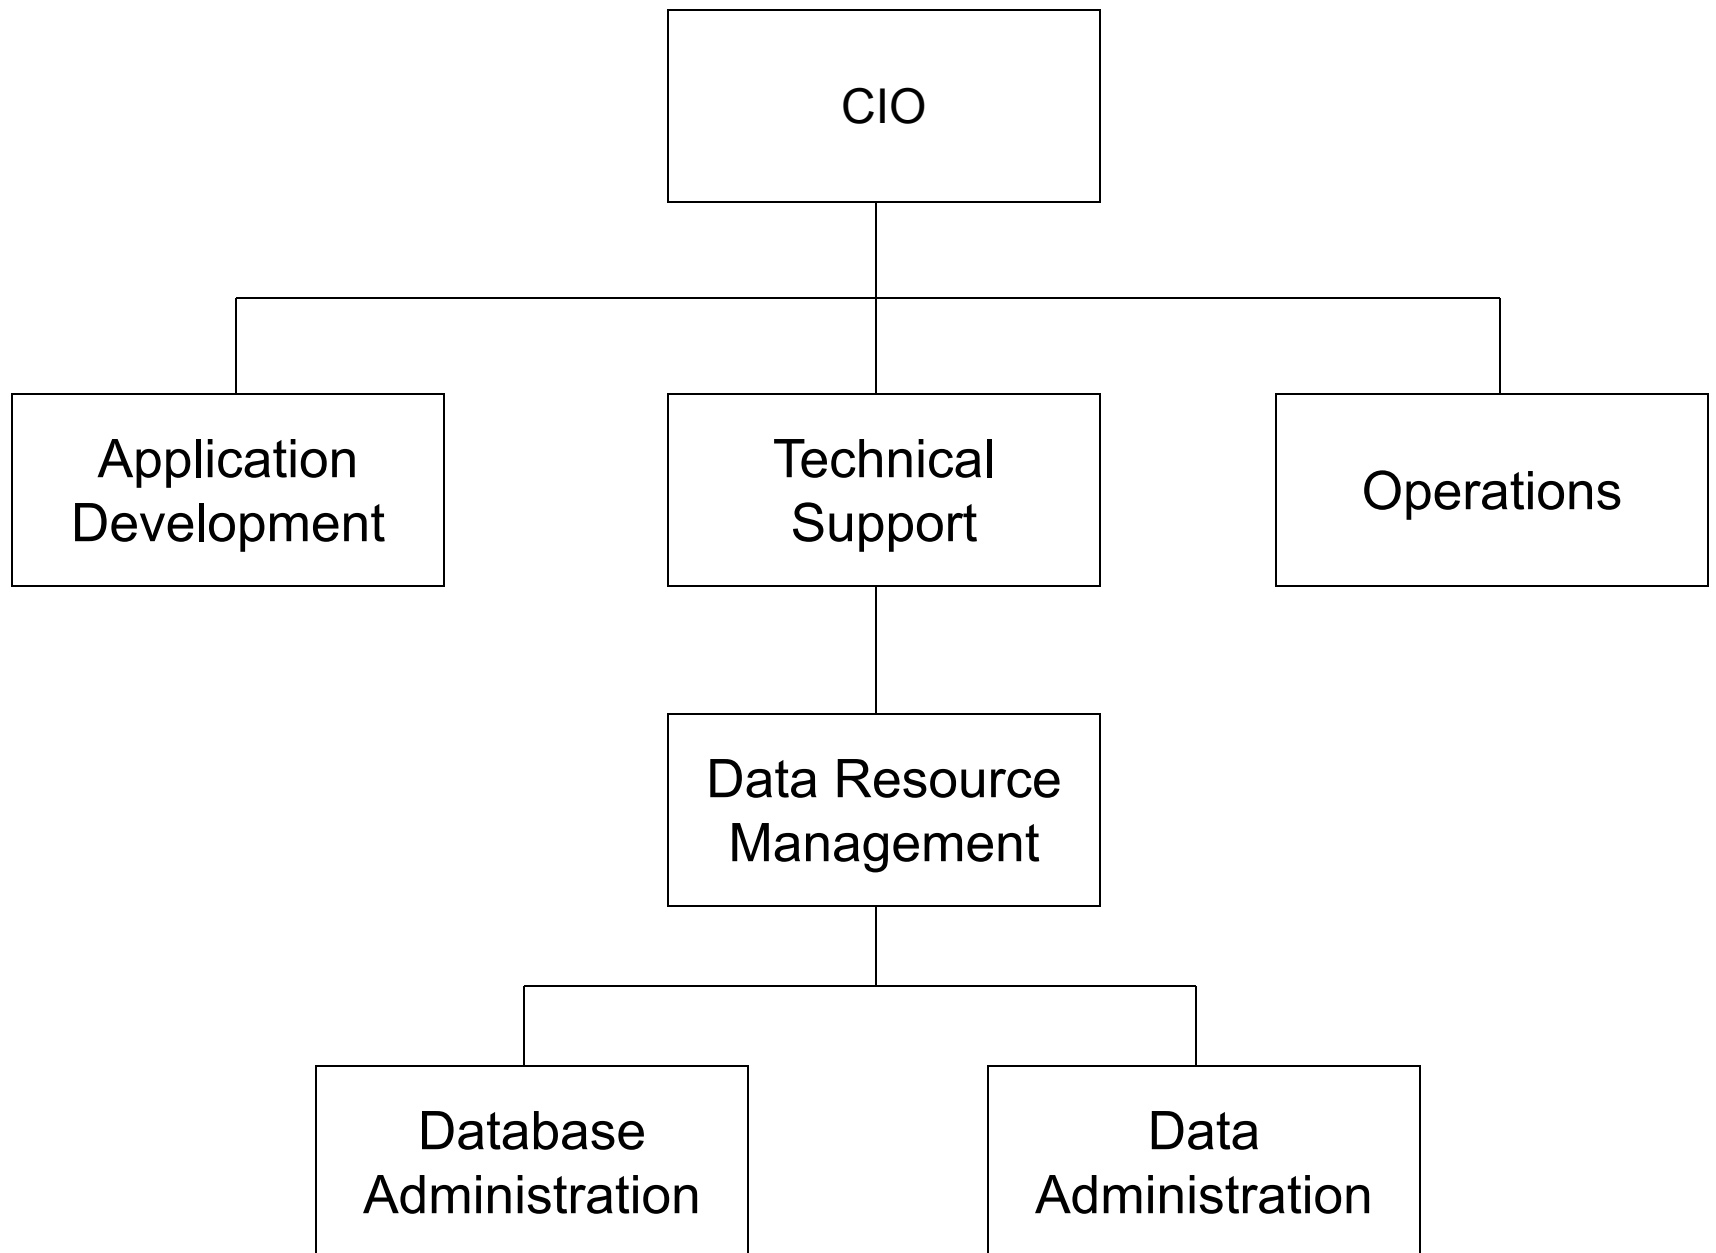 CIO
Application
Development
Technical
Support
Operations
Data Resource
Management
Database
Administration
Data
Administration